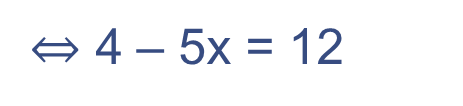 ⇔ 4 – 5x = 12